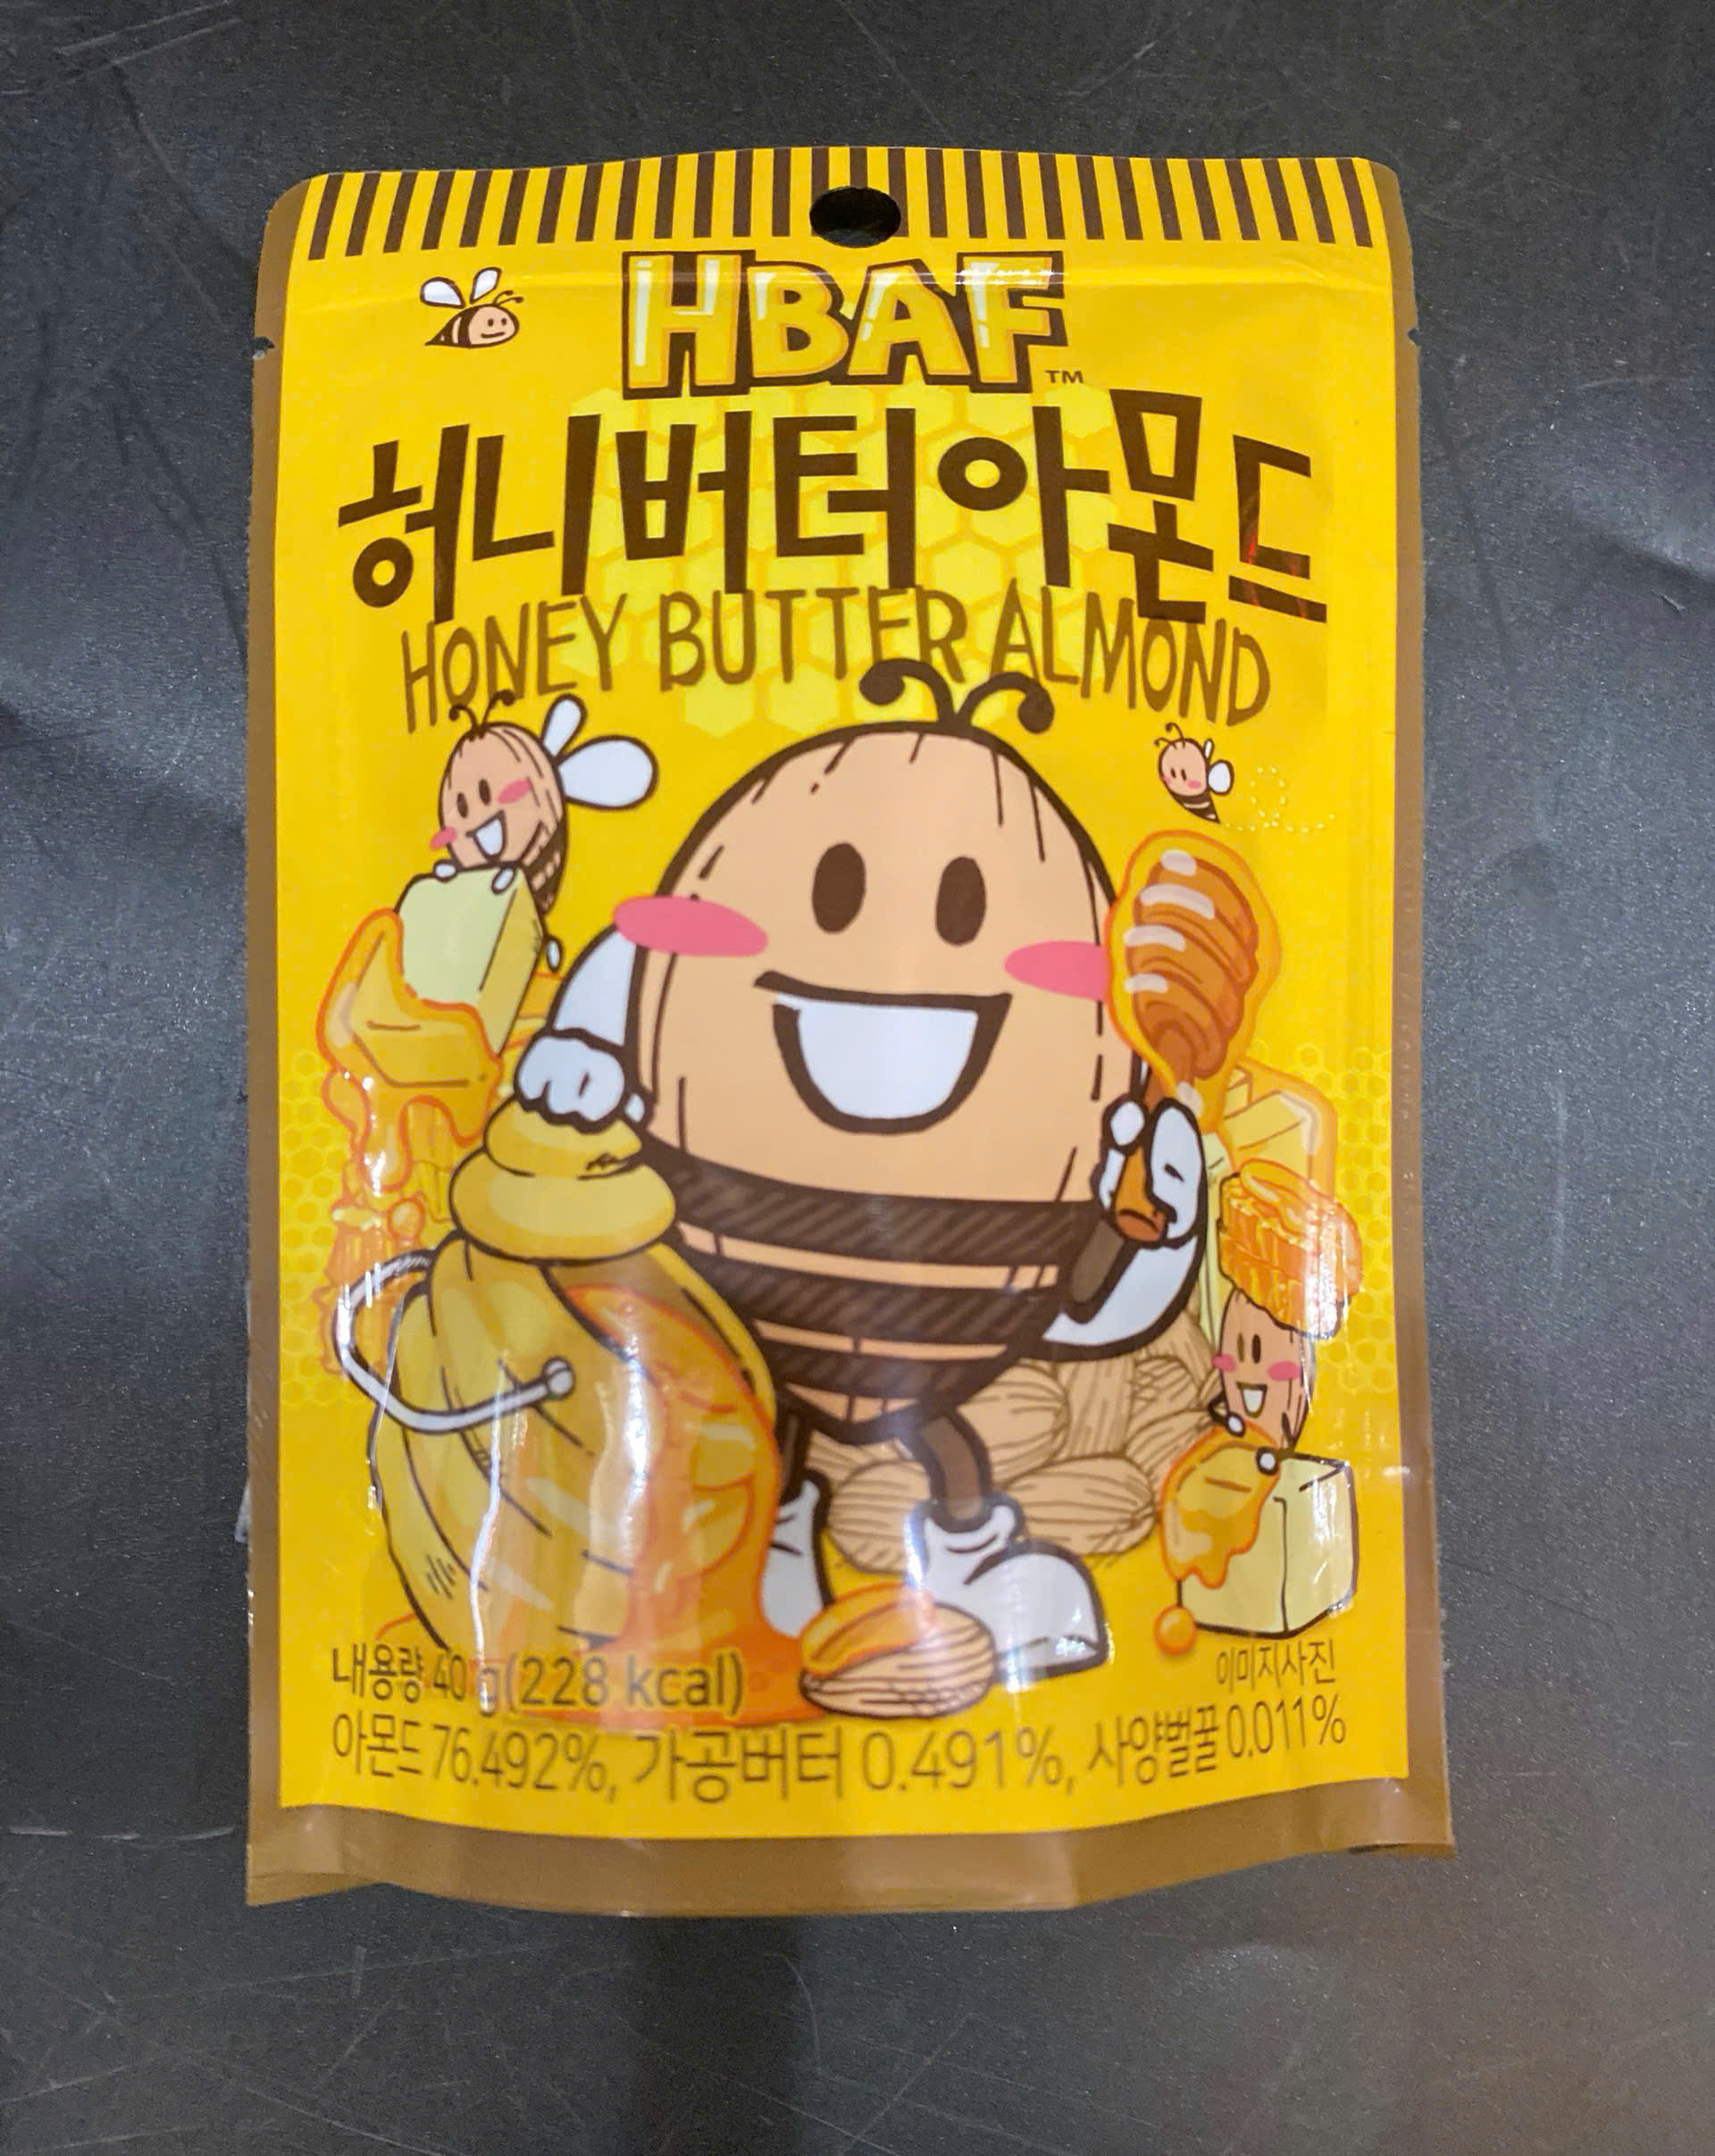 HBAF™
허니버터아몬드
HONEY BUTTER ALMOND
내용량 40 g(228 kcal)
이미지사진
아몬드 76.492%, 가공버터 0.491%, 사양벌꿀 0.011%